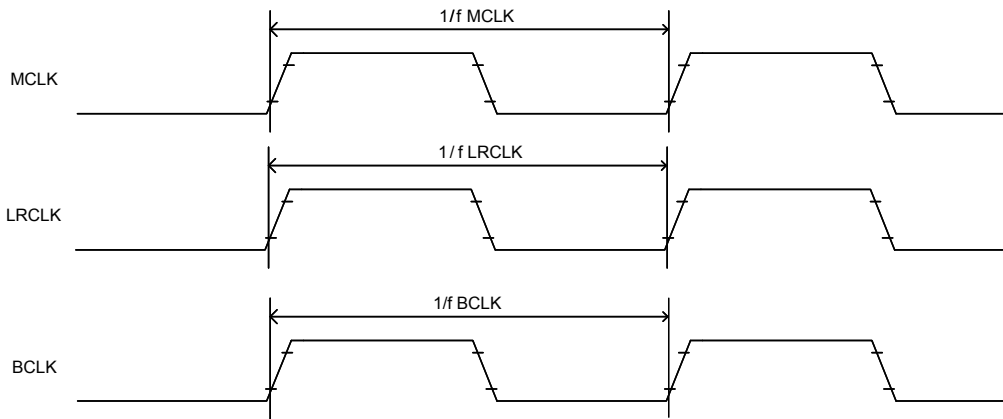 1/f MCLK
MCLK
1/f LRCLK
LRCLK
1/f BCLK
BCLK